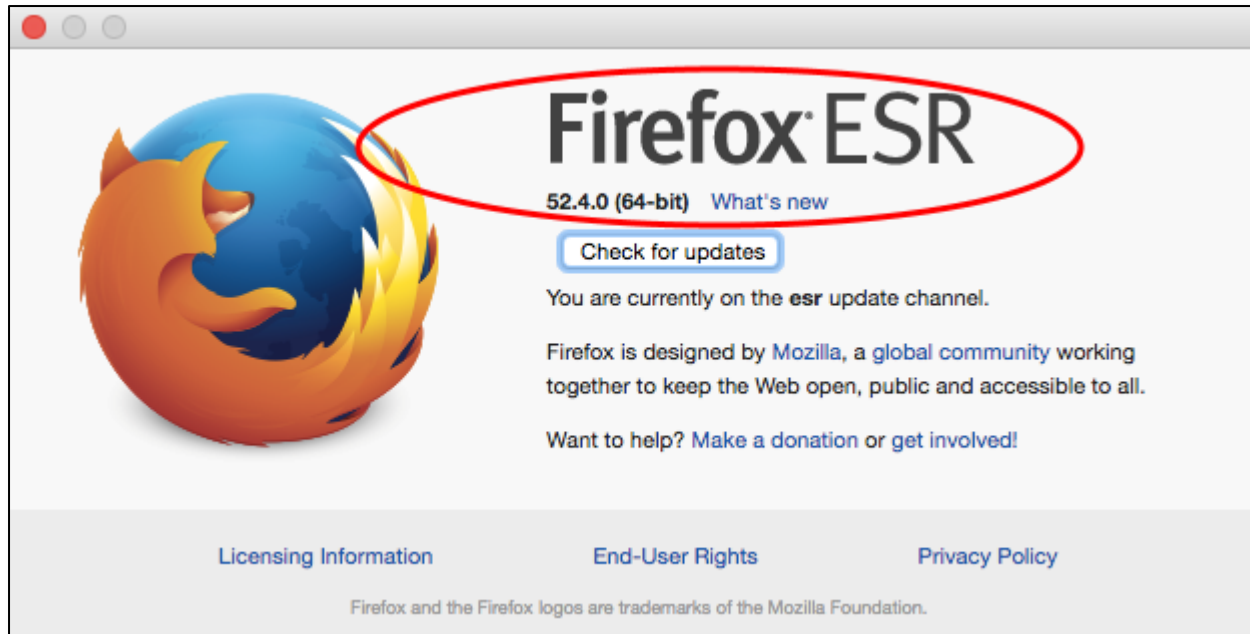 Firefox ESR
52.4.0 (64-bit) What's new
Check for updates
You are currently on the esr update channel.
Firefox is designed by Mozilla, a global community working
together to keep the Web open, public and accessible to all.
Want to help? Make a donation or get involved!
Licensing Information End-User Rights Privacy Policy
Firefox and the Firefox logos are trademarks of the Mozilla Foundation.